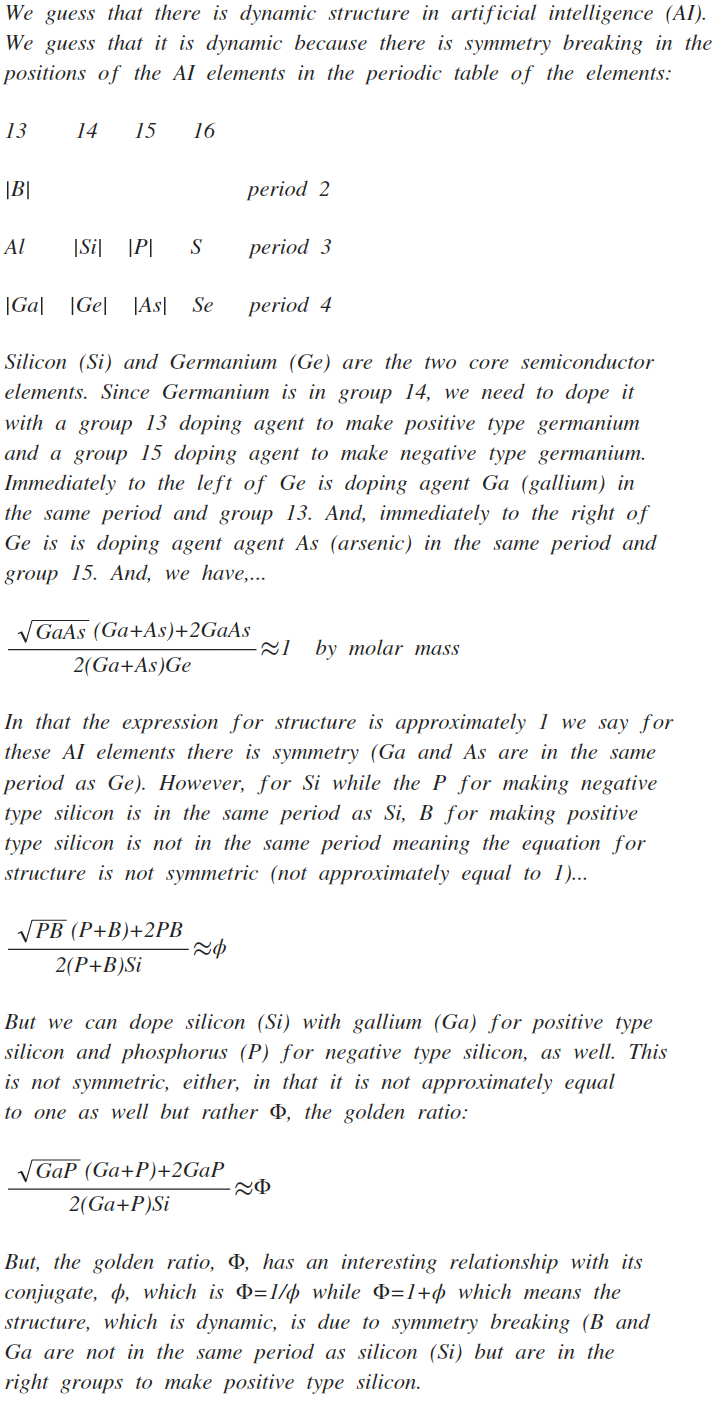 We guess that there is dynamic structure in artificial intelligence (AI).
We guess that it is dynamic because there is symmetry breaking in the
positions of the AI elements in the periodic table of the elements:
13 14 15 16
|B| period 2
Al |Si| |P| S period 3
|Ga| |Ge| |As| Se period 4
Silicon (Si) and Germanium (Ge) are the two core semiconductor
elements. Since Germanium is in group 14, we need to dope it
with a group 13 doping agent to make positive type germanium
and a group 15 doping agent to make negative type germanium.
Immediately to the left of Ge is doping agent Ga (gallium) in
the same period and group 13. And, immediately to the right of
Ge is is doping agent agent As (arsenic) in the same period and
group 15. And, we have,...
√GaAs (Ga+As)+2GaAs
≈1 by molar mass
2(Ga+As)Ge
In that the expression for structure is approximately 1 we say for
these AI elements there is symmetry (Ga and As are in the same
period as Ge). However, for Si while the P for making negative
type silicon is in the same period as Si, B for making positive
type silicon is not in the same period meaning the equation for
structure is not symmetric (not approximately equal to 1)...
√PB (P+B)+2PB
≈ϕ
2(P+B)Si
But we can dope silicon (Si) with gallium (Ga) for positive type
silicon and phosphorus (P) for negative type silicon, as well. This
is not symmetric, either, in that it is not approximately equal
to one as well but rather Φ, the golden ratio:
√GaP (Ga+P)+2GaP
≈Φ
2(Ga+P)Si
But, the golden ratio, Φ, has an interesting relationship with its
conjugate, ϕ, which is Φ=1/ϕ while Φ=1+ϕ which means the
structure, which is dynamic, is due to symmetry breaking (B and
Ga are not in the same period as silicon (Si) but are in the
right groups to make positive type silicon.